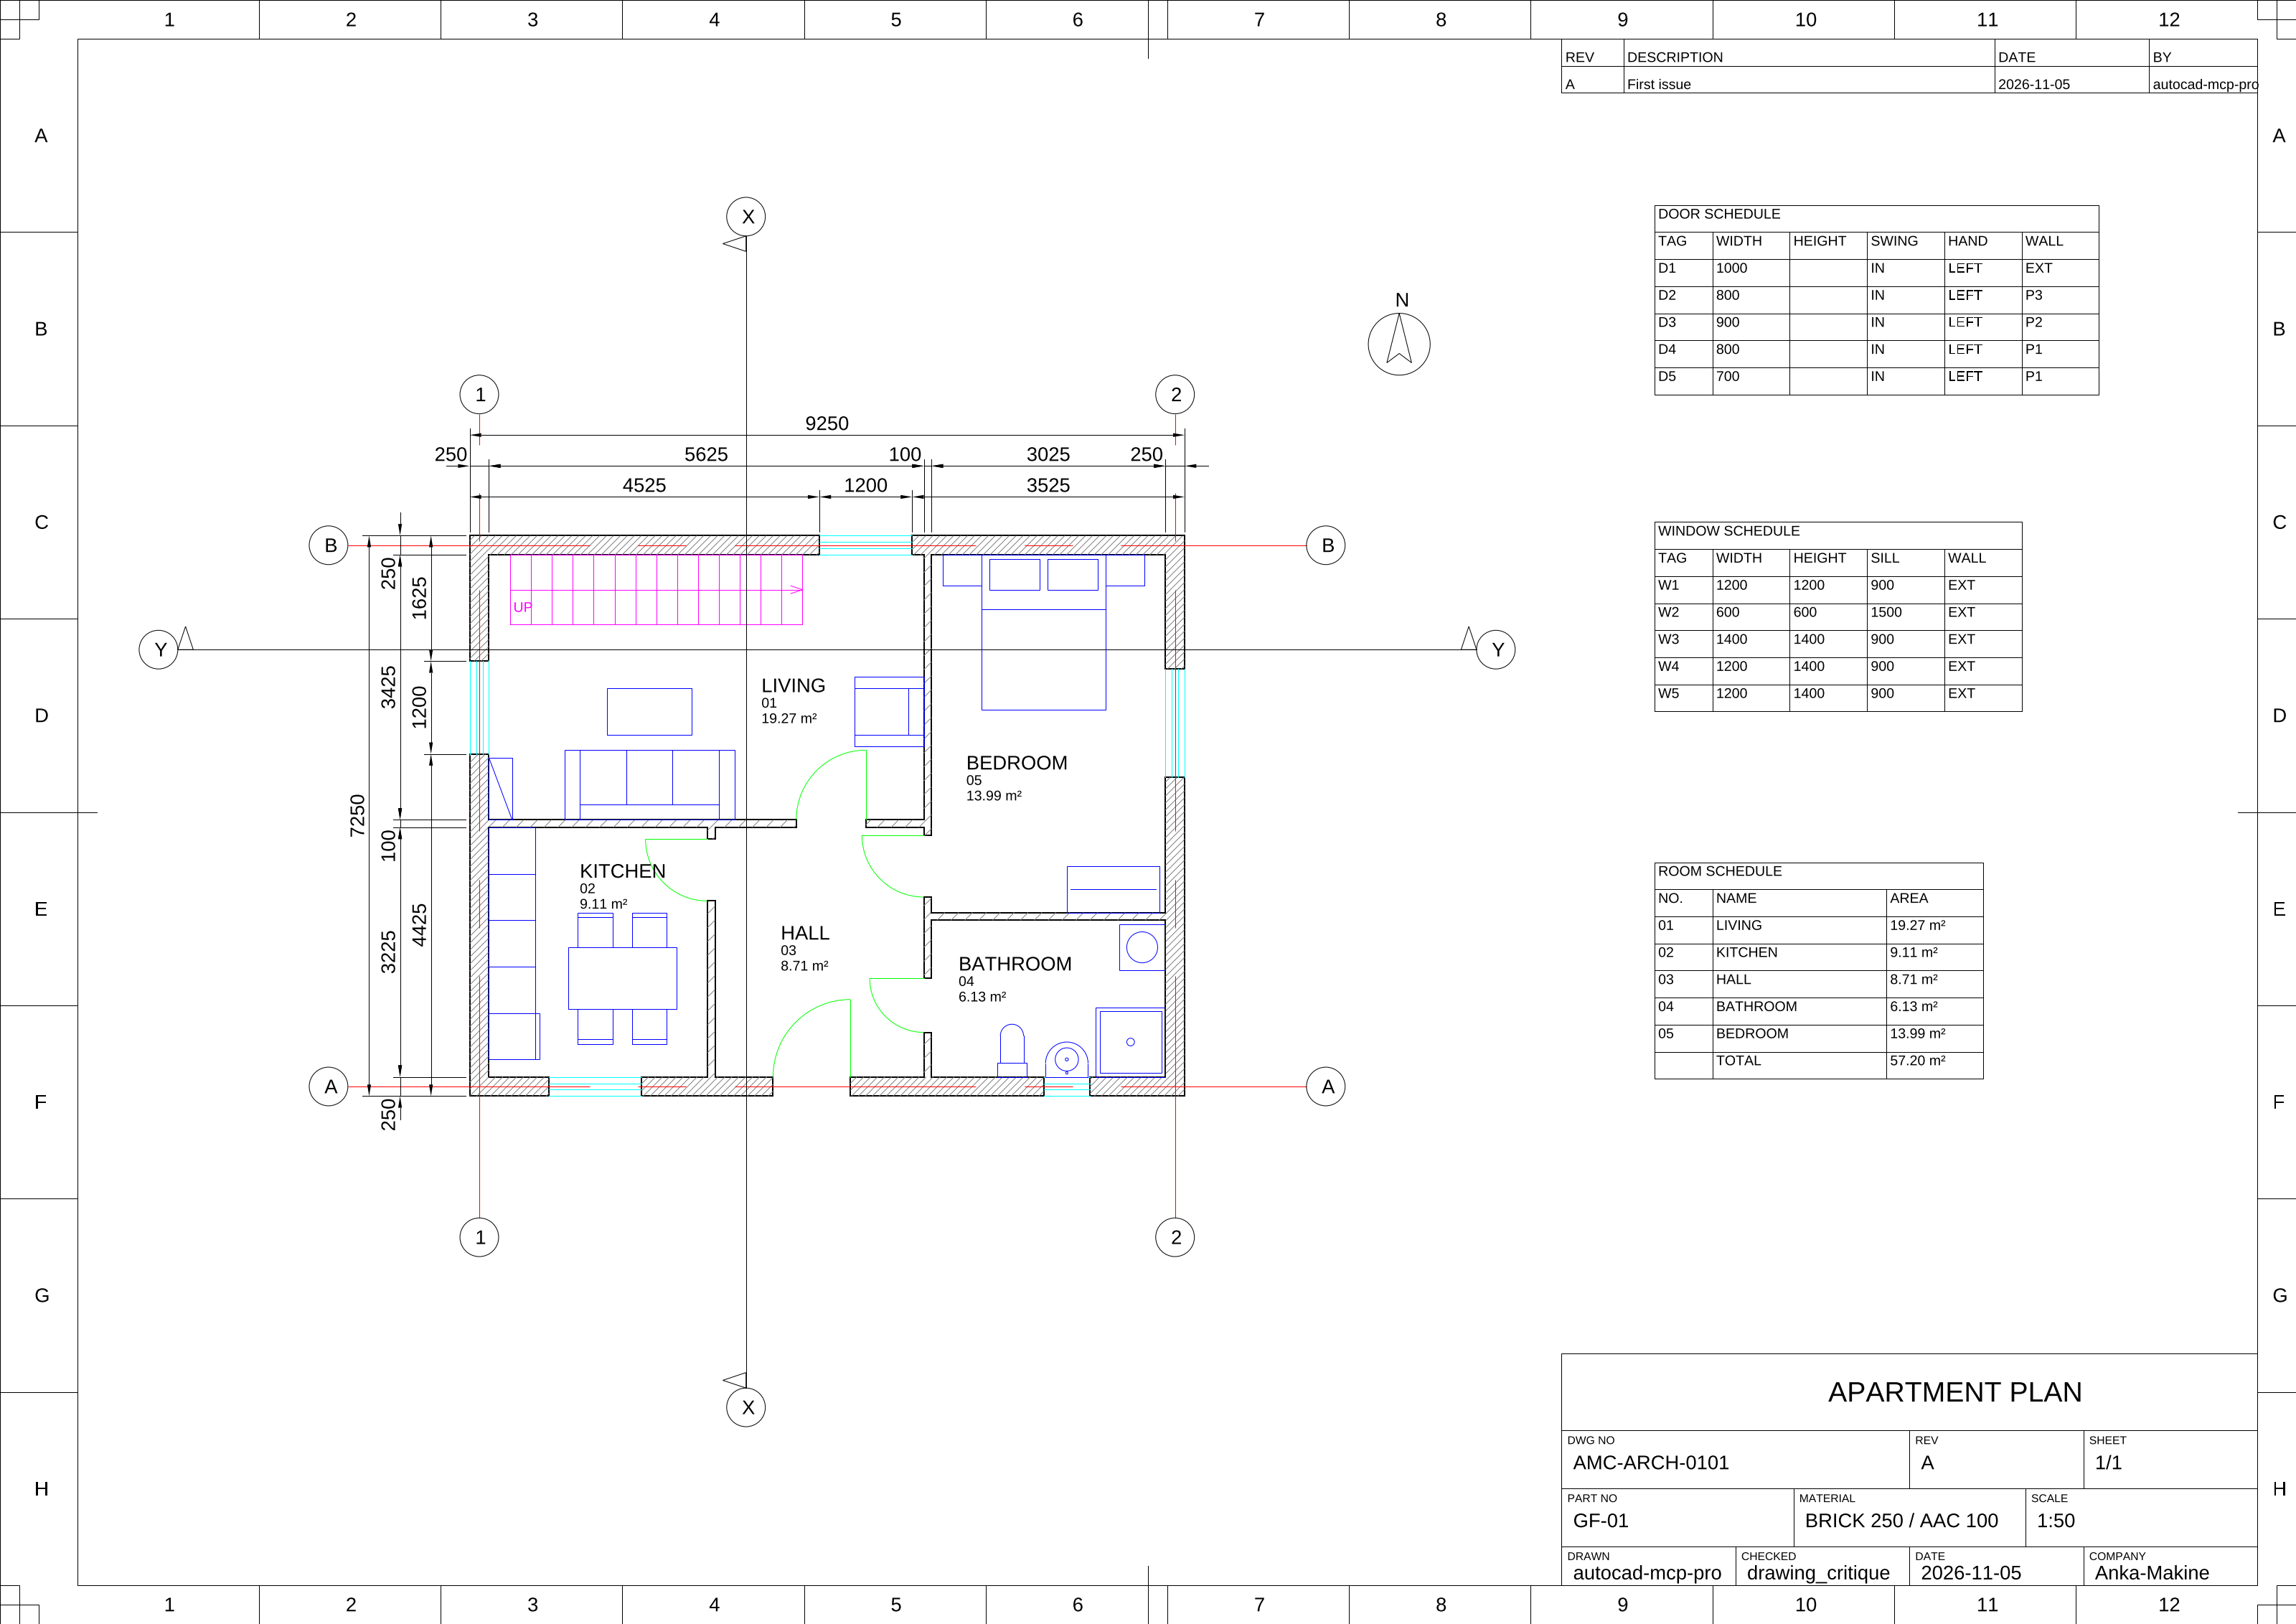 1 2 3 4 5 6 7 8 9 10 11 12
REV DESCRIPTION DATE BY
A First issue 2026-11-05 autocad-mcp-pro
A A
X
DOOR SCHEDULE
TAG WIDTH HEIGHT SWING HAND WALL
D1 1000 IN LEFT EXT
D2 800 IN LEFT P3
D3 900 IN LEFT P2
D4 800 IN LEFT P1
D5 700 IN LEFT P1
N
B B
1 2
9250
250 5625 100 3025 250
4525 1200 3525
C C
WINDOW SCHEDULE
TAG WIDTH HEIGHT SILL WALL
W1 1200 1200 900 EXT
W2 600 600 1500 EXT
W3 1400 1400 900 EXT
W4 1200 1400 900 EXT
W5 1200 1400 900 EXT
B B
250
1625
UP
Y Y
3425
1200
LIVING
01
19.27 m²
D D
BEDROOM
05
13.99 m²
7250
100
KITCHEN
02
9.11 m²
3225
4425
HALL
03
8.71 m²
BATHROOM
04
6.13 m²
E E
ROOM SCHEDULE
NO. NAME AREA
01 LIVING 19.27 m²
02 KITCHEN 9.11 m²
03 HALL 8.71 m²
04 BATHROOM 6.13 m²
05 BEDROOM 13.99 m²
TOTAL 57.20 m²
A A
250
F F
1 2
G G
X
APARTMENT PLAN
DWG NO REV SHEET
AMC-ARCH-0101 A 1/1
H H
PART NO MATERIAL SCALE
GF-01 BRICK 250 / AAC 100 1:50
DRAWN CHECKED DATE COMPANY
autocad-mcp-pro drawing_critique 2026-11-05 Anka-Makine
1 2 3 4 5 6 7 8 9 10 11 12